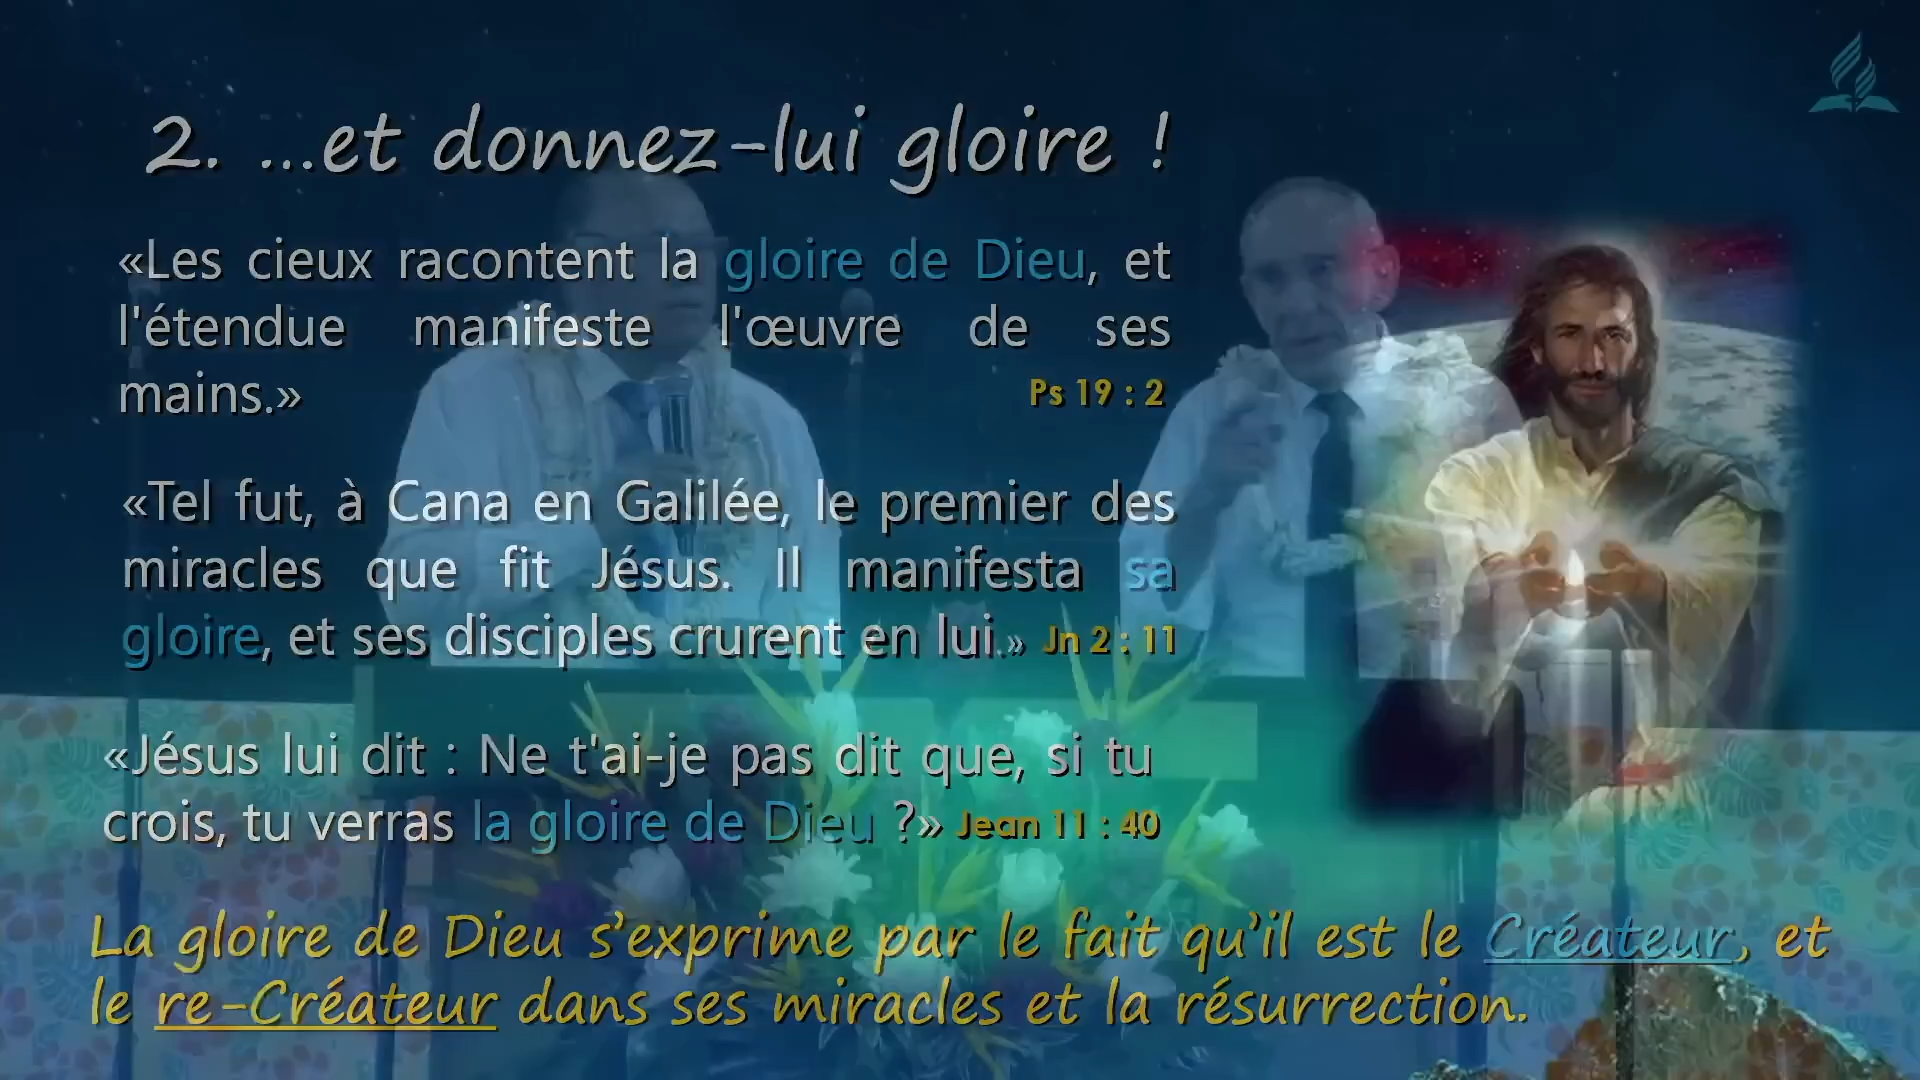 2. ...et donnez-lui gloire !
«Les cieux racontent la gloire de Dieu, et
l'étendue manifeste l'œuvre de ses
mains.» Ps 19 : 2
«Tel fut, à Cana en Galilée, le premier des
miracles que fit Jésus. Il manifesta sa
gloire, et ses disciples crurent en lui.» Jn 2 : 11
«Jésus lui dit : Ne t'ai-je pas dit que, si tu
crois, tu verras la gloire de Dieu ?» Jean 11 : 40
La gloire de Dieu s’exprime par le fait qu’il est le Créateur, et
le re-Créateur dans ses miracles et la résurrection.